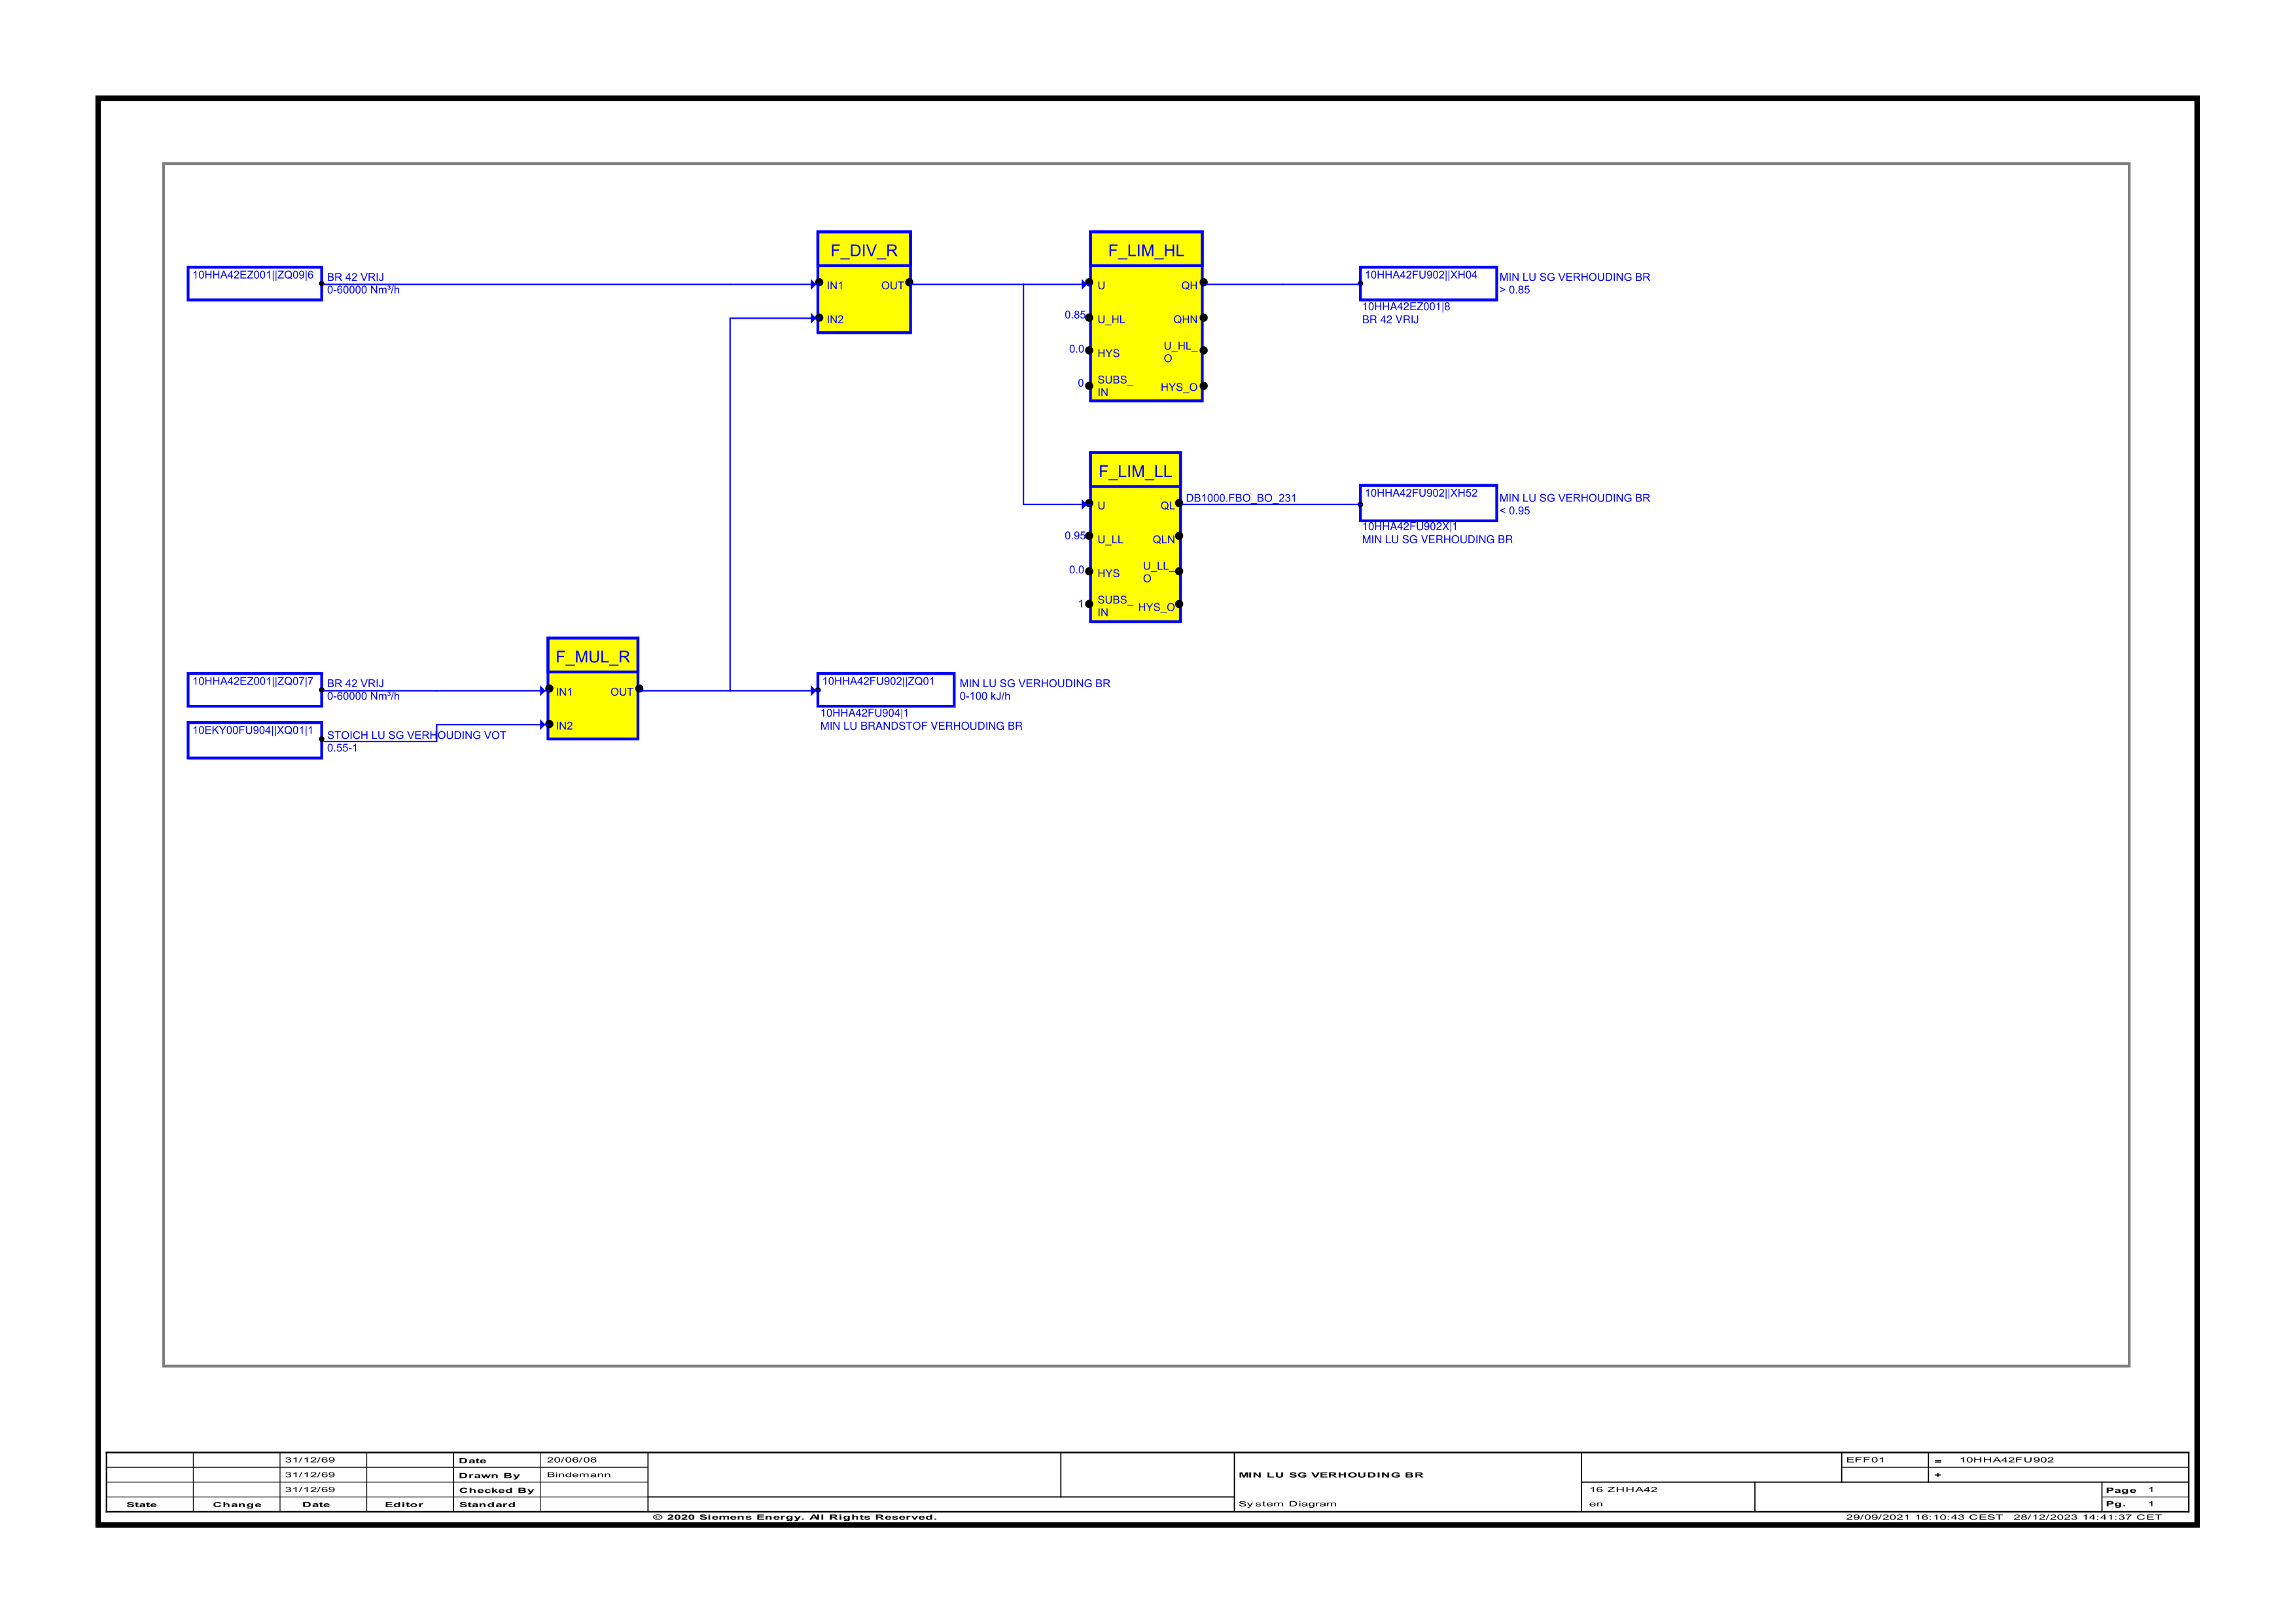 F_DIV_R
IN1 OUT
IN2
F_LIM_HL
U QH
0.85 U_HL QHN
0.0 HYS U_HL_
O
0 SUBS_
IN HYS_O
10HHA42EZ001||ZQ09|6
BR 42 VRIJ
0-60000 Nm³/h
10HHA42FU902||XH04
MIN LU SG VERHOUDING BR
> 0.85
10HHA42EZ001|8
BR 42 VRIJ
F_LIM_LL
U QL
0.95 U_LL QLN
0.0 HYS U_LL_
O
1 SUBS_
IN HYS_O
DB1000.FBO_BO_231
10HHA42FU902||XH52
MIN LU SG VERHOUDING BR
< 0.95
10HHA42FU902X|1
MIN LU SG VERHOUDING BR
F_MUL_R
IN1 OUT
IN2
10HHA42EZ001||ZQ07|7
BR 42 VRIJ
0-60000 Nm³/h
10EKY00FU904||XQ01|1
STOICH LU SG VERHOUDING VOT
0.55-1
10HHA42FU902||ZQ01
MIN LU SG VERHOUDING BR
0-100 kJ/h
10HHA42FU904|1
MIN LU BRANDSTOF VERHOUDING BR
31/12/69 Date 20/06/08 EFF01 = 10HHA42FU902
31/12/69 Drawn By Bindemann MIN LU SG VERHOUDING BR +
31/12/69 Checked By 16 ZHHA42 Page 1
State Change Date Editor Standard System Diagram en Pg. 1
© 2020 Siemens Energy. All Rights Reserved. 29/09/2021 16:10:43 CEST 28/12/2023 14:41:37 CET